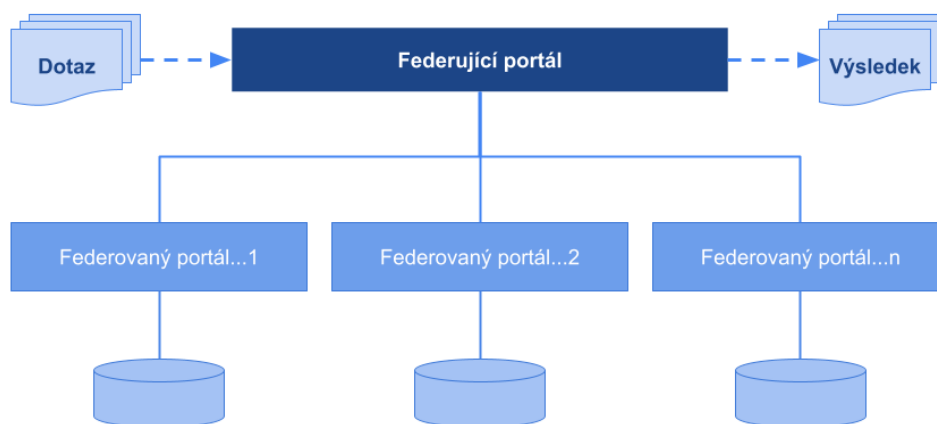 Dotaz
Federující portál
Výsledek
Federovaný portál...1
Federovaný portál...2
Federovaný portál...n